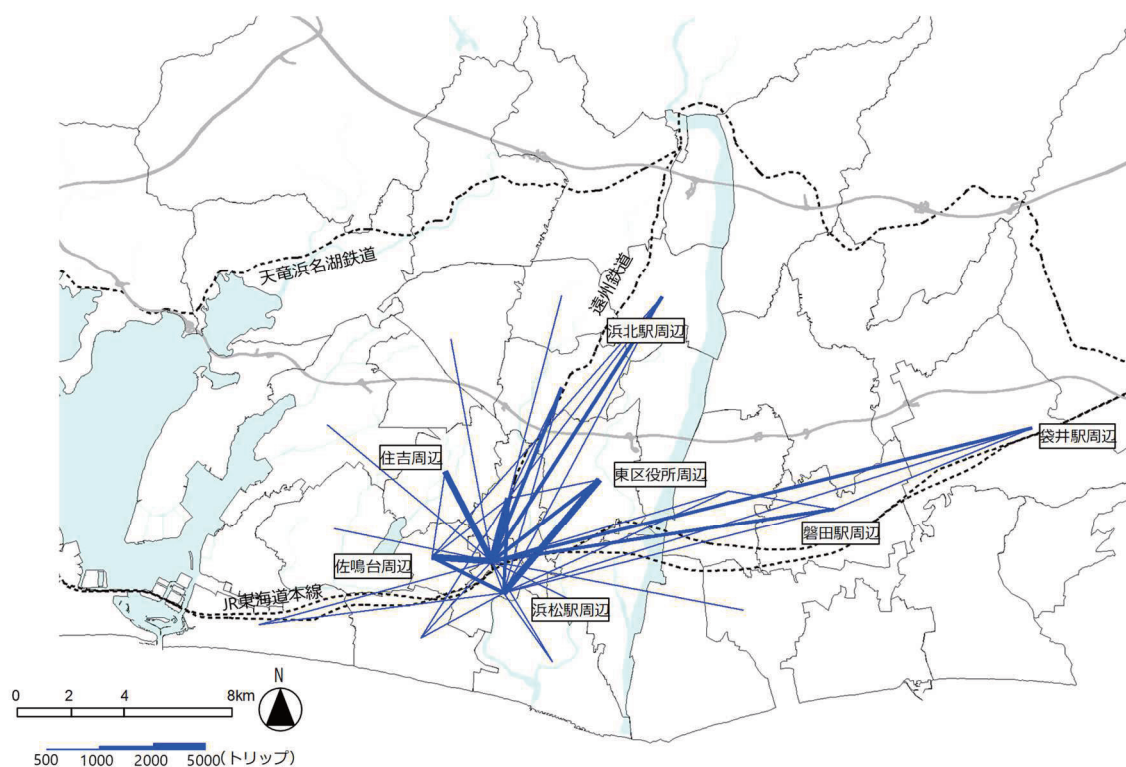 天竜浜名湖鉄道
遠州鉄道
浜北駅周辺
住吉周辺
東区役所周辺
袋井駅周辺
磐田駅周辺
佐鳴台周辺
JR東海道本線
浜松駅周辺
0 2 4 8km
N
500 1000 2000 5000(トリップ)